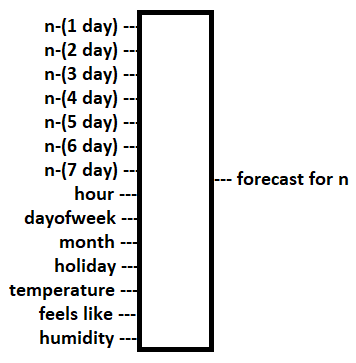 n-(1 day) ---
n-(2 day) ---
n-(3 day) ---
n-(4 day) ---
n-(5 day) ---
n-(6 day) ---
n-(7 day) ---
--- forecast for n
hour ---
dayofweek ---
month ---
holiday ---
temperature ---
feels like ---
humidity ---